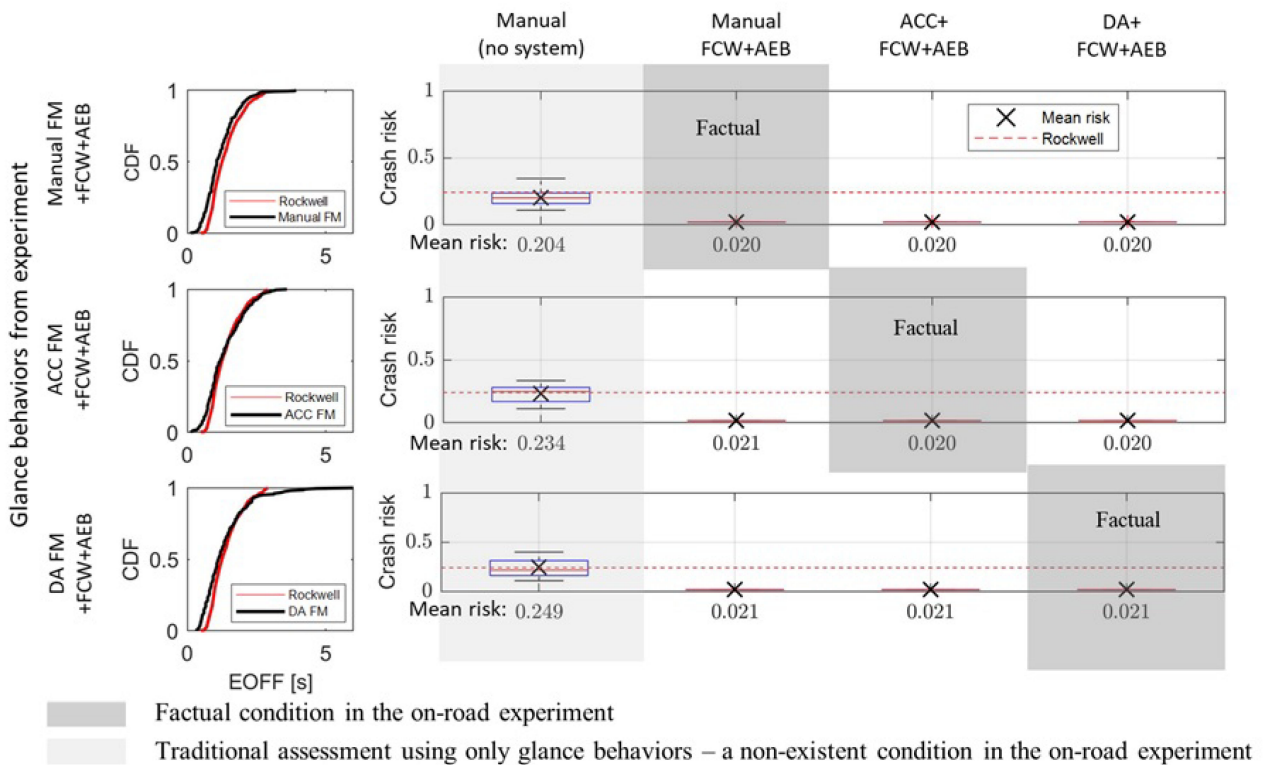 Manual
(no system)
Manual
FCW+AEB
ACC+
FCW+AEB
DA+
FCW+AEB
Glance behaviors from experiment
Manual FM
+FCW+AEB
CDF
1
0.5
0
0
5
EOFF [s]
Rockwell
Manual FM
Crash risk
1
0.5
0
Factual
Mean risk
Rockwell
Mean risk: 0.204
0.020
0.020
0.020
ACC FM
+FCW+AEB
CDF
1
0.5
0
0
5
Rockwell
ACC FM
Crash risk
1
0.5
0
Factual
Mean risk: 0.234
0.021
0.020
0.020
DA FM
+FCW+AEB
CDF
1
0.5
0
0
5
EOFF [s]
Rockwell
DA FM
Crash risk
1
0.5
0
Factual
Mean risk: 0.249
0.021
0.021
0.021
Factual condition in the on-road experiment
Traditional assessment using only glance behaviors – a non-existent condition in the on-road experiment